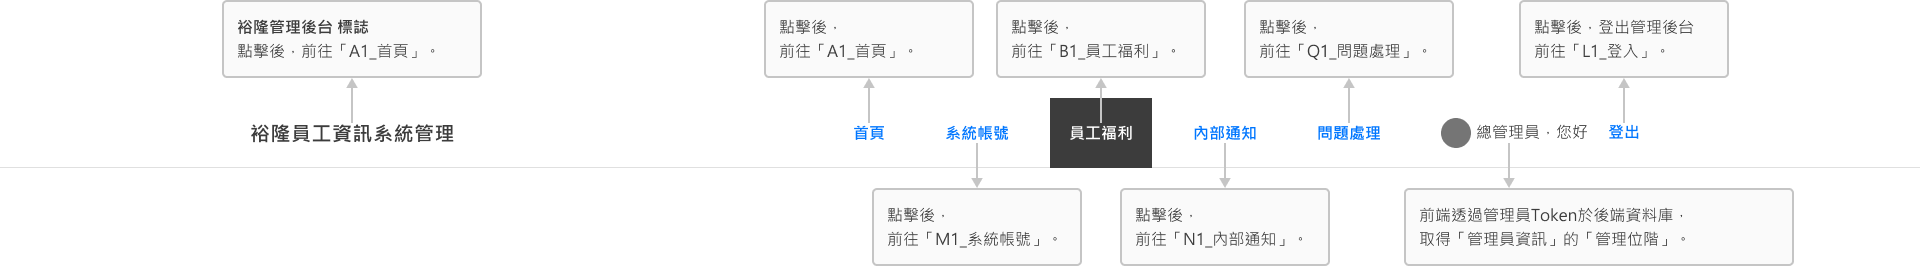 裕隆管理後台 標誌
點擊後，前往「A1_首頁」。
點擊後，
前往「A1_首頁」。
點擊後，
前往「B1_員工福利」。
點擊後，
前往「Q1_問題處理」。
點擊後，登出管理後台
前往「L1_登入」。
裕隆員工資訊系統管理
首頁
系統帳號
員工福利
內部通知
問題處理
總管理員，您好
登出
點擊後，
前往「M1_系統帳號」。
點擊後，
前往「N1_內部通知」。
前端透過管理員Token於後端資料庫，
取得「管理員資訊」的「管理位階」。